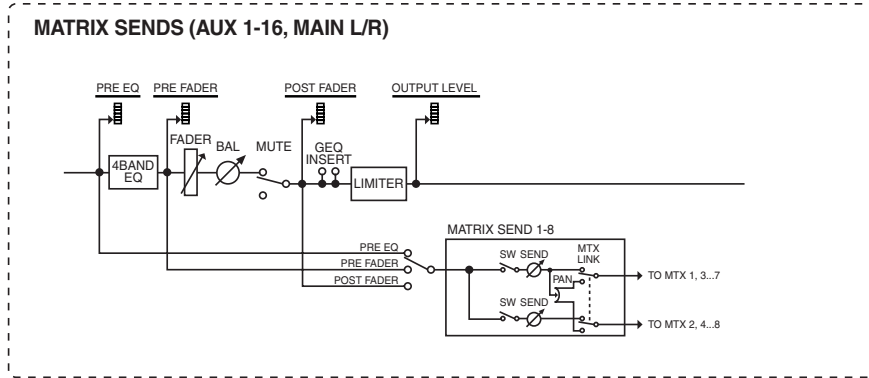 MATRIX SENDS (AUX 1-16, MAIN L/R)
PRE EQ PRE FADER POST FADER OUTPUT LEVEL
FADER BAL MUTE GEQ
INSERT
4BAND
EQ
LIMITER
MATRIX SEND 1-8
PRE EQ
PRE FADER
POST FADER
SW SEND MTX
LINK
PAN
TO MTX 1, 3...7
SW SEND
TO MTX 2, 4...8